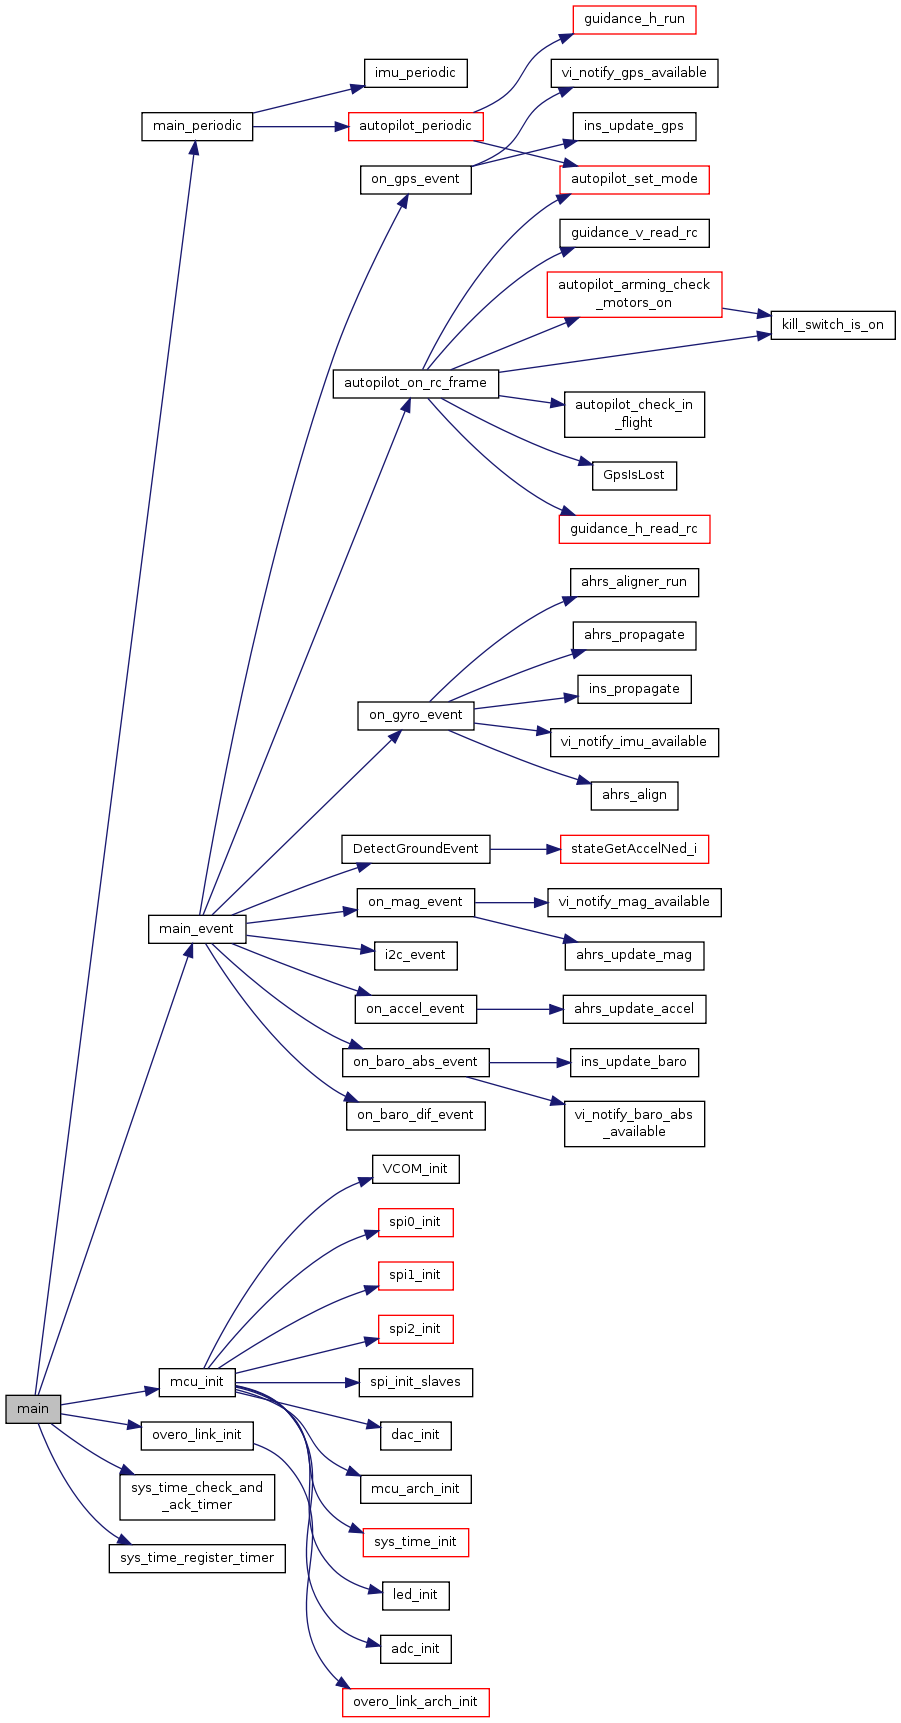 guidance_h_run
imu_periodic
vi_notify_gps_available
main_periodic
autopilot_periodic
ins_update_gps
on_gps_event
autopilot_set_mode
guidance_v_read_rc
autopilot_arming_check
_motors_on
kill_switch_is_on
autopilot_on_rc_frame
autopilot_check_in
_flight
GpsIsLost
guidance_h_read_rc
ahrs_aligner_run
ahrs_propagate
ins_propagate
on_gyro_event
vi_notify_imu_available
ahrs_align
DetectGroundEvent
stateGetAccelNed_i
on_mag_event
vi_notify_mag_available
main_event
i2c_event
ahrs_update_mag
on_accel_event
ahrs_update_accel
on_baro_abs_event
ins_update_baro
on_baro_dif_event
vi_notify_baro_abs
_available
VCOM_init
spi0_init
spi1_init
spi2_init
mcu_init
spi_init_slaves
main
overo_link_init
dac_init
sys_time_check_and
_ack_timer
mcu_arch_init
sys_time_register_timer
sys_time_init
led_init
adc_init
overo_link_arch_init